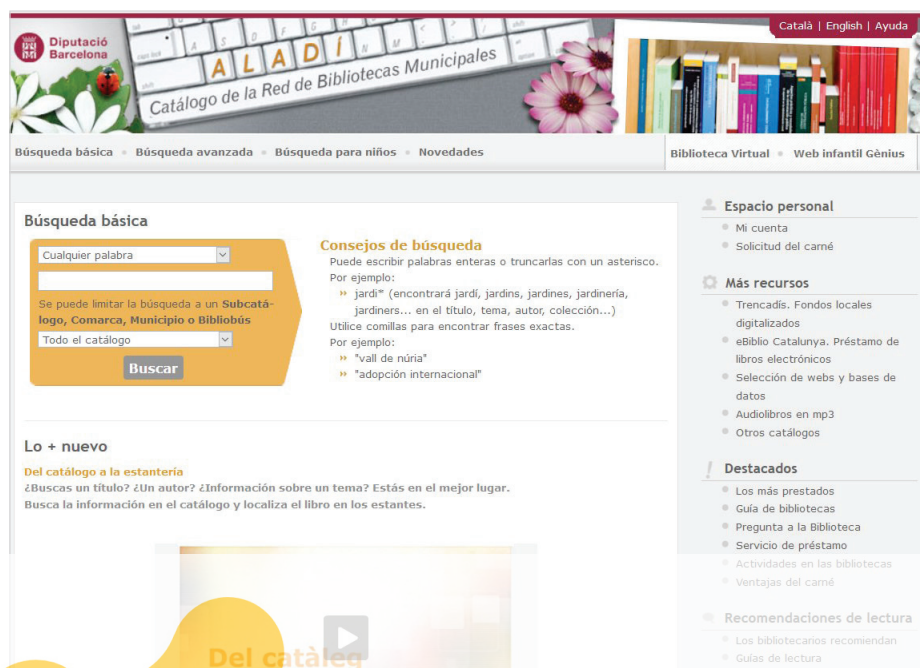 Català | English | Ayuda
Diputació
Barcelona
ALADÍ
Catálogo de la Red de Bibliotecas Municipales
Búsqueda básica Búsqueda avanzada Búsqueda para niños Novedades
Biblioteca Virtual Web infantil Gènius
Búsqueda básica
Cualquier palabra
Se puede limitar la búsqueda a un Subcatá-
logo, Comarca, Municipio o Bibliobús
Todo el catálogo
Buscar
Consejos de búsqueda
Puede escribir palabras enteras o truncarlas con un asterisco.
Por ejemplo:
» jardi* (encontrará jardí, jardins, jardines, jardinería,
jardiners... en el título, tema, autor, colección...)
Utilice comillas para encontrar frases exactas.
Por ejemplo:
» "vall de núria"
» "adopción internacional"
Lo + nuevo
Del catálogo a la estantería
¿Buscas un título? ¿Un autor? ¿Información sobre un tema? Estás en el mejor lugar.
Busca la información en el catálogo y localiza el libro en los estantes.
Del catàleg
Espacio personal
Mi cuenta
Solicitud del carné
Más recursos
Trencadís. Fondos locales
digitalizados
eBiblio Catalunya. Préstamo de
libros electrónicos
Selección de webs y bases de
datos
Audiolibros en mp3
Otros catálogos
Destacados
Los más prestados
Guía de bibliotecas
Pregunta a la Biblioteca
Servicio de préstamo
Actividades en las bibliotecas
Ventajas del carné
Recomendaciones de lectura
Los bibliotecarios recomiendan
Guías de lectura